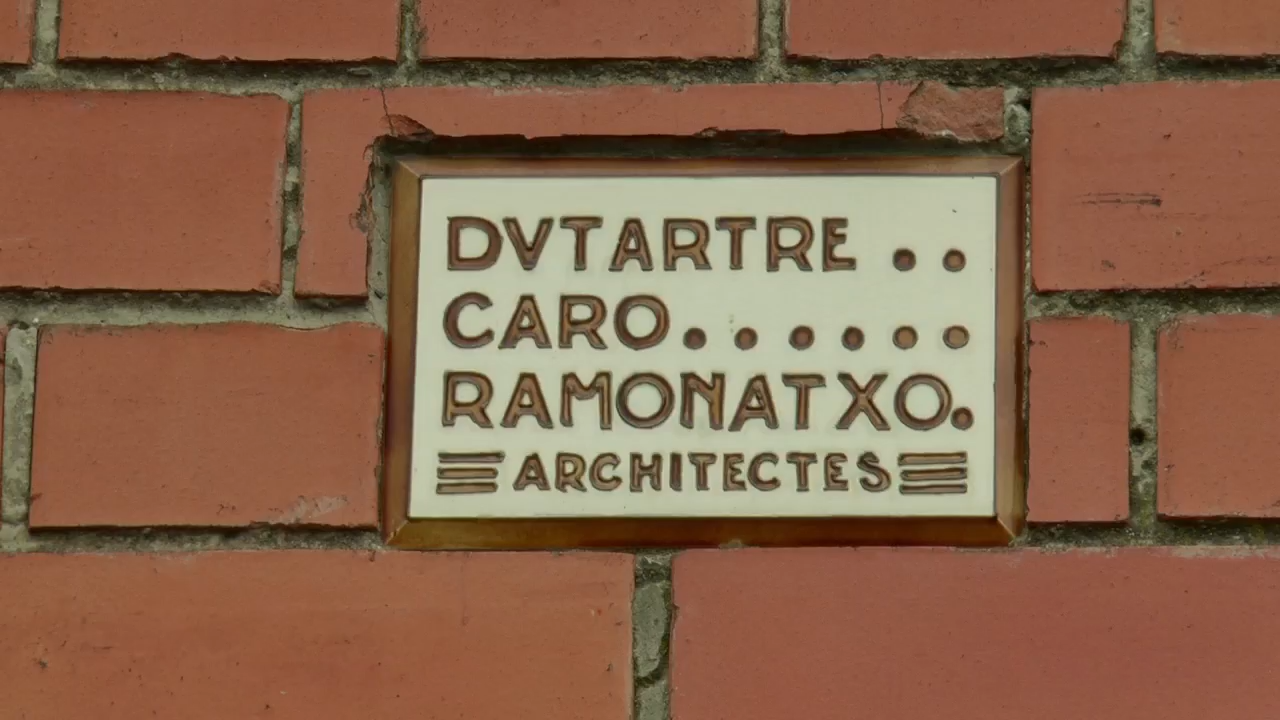 DVTARTRE . .
CARO . . . . . .
RAMONATXO.
ARCHITECTES